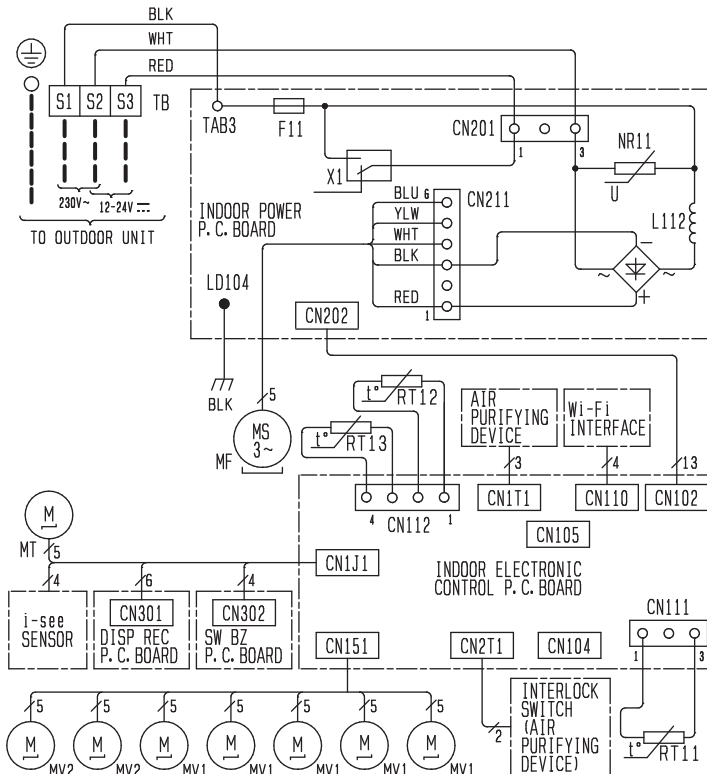 BLK
WHT
RED
S1 S2 S3 TB
TAB3
F11
CN201
1 3
NR11
U
X1
230V~ 12-24V
TO OUTDOOR UNIT
INDOOR POWER
P.C.BOARD
BLU 6
YLW
WHT
BLK
RED
1
CN211
L112
~ ~
− +
LD104
BLK
CN202
5
MS
3~
MF
t° RT12
t° RT13
AIR
PURIFYING
DEVICE
Wi-Fi
INTERFACE
3 4 13
4 1
CN112
CN1T1
CN110
CN102
CN105
M
MT
5
CN1J1
INDOOR ELECTRONIC
CONTROL P.C.BOARD
4 6 4
i-see
SENSOR
CN301
DISP REC
P.C.BOARD
CN302
SW BZ
P.C.BOARD
CN111
1 3
CN151
CN2T1
CN104
2
INTERLOCK
SWITCH
(AIR
PURIFYING
DEVICE)
t° RT11
5 5 5 5 5 5 5
M M M M M M M
MV2 MV2 MV1 MV1 MV1 MV1 MV1